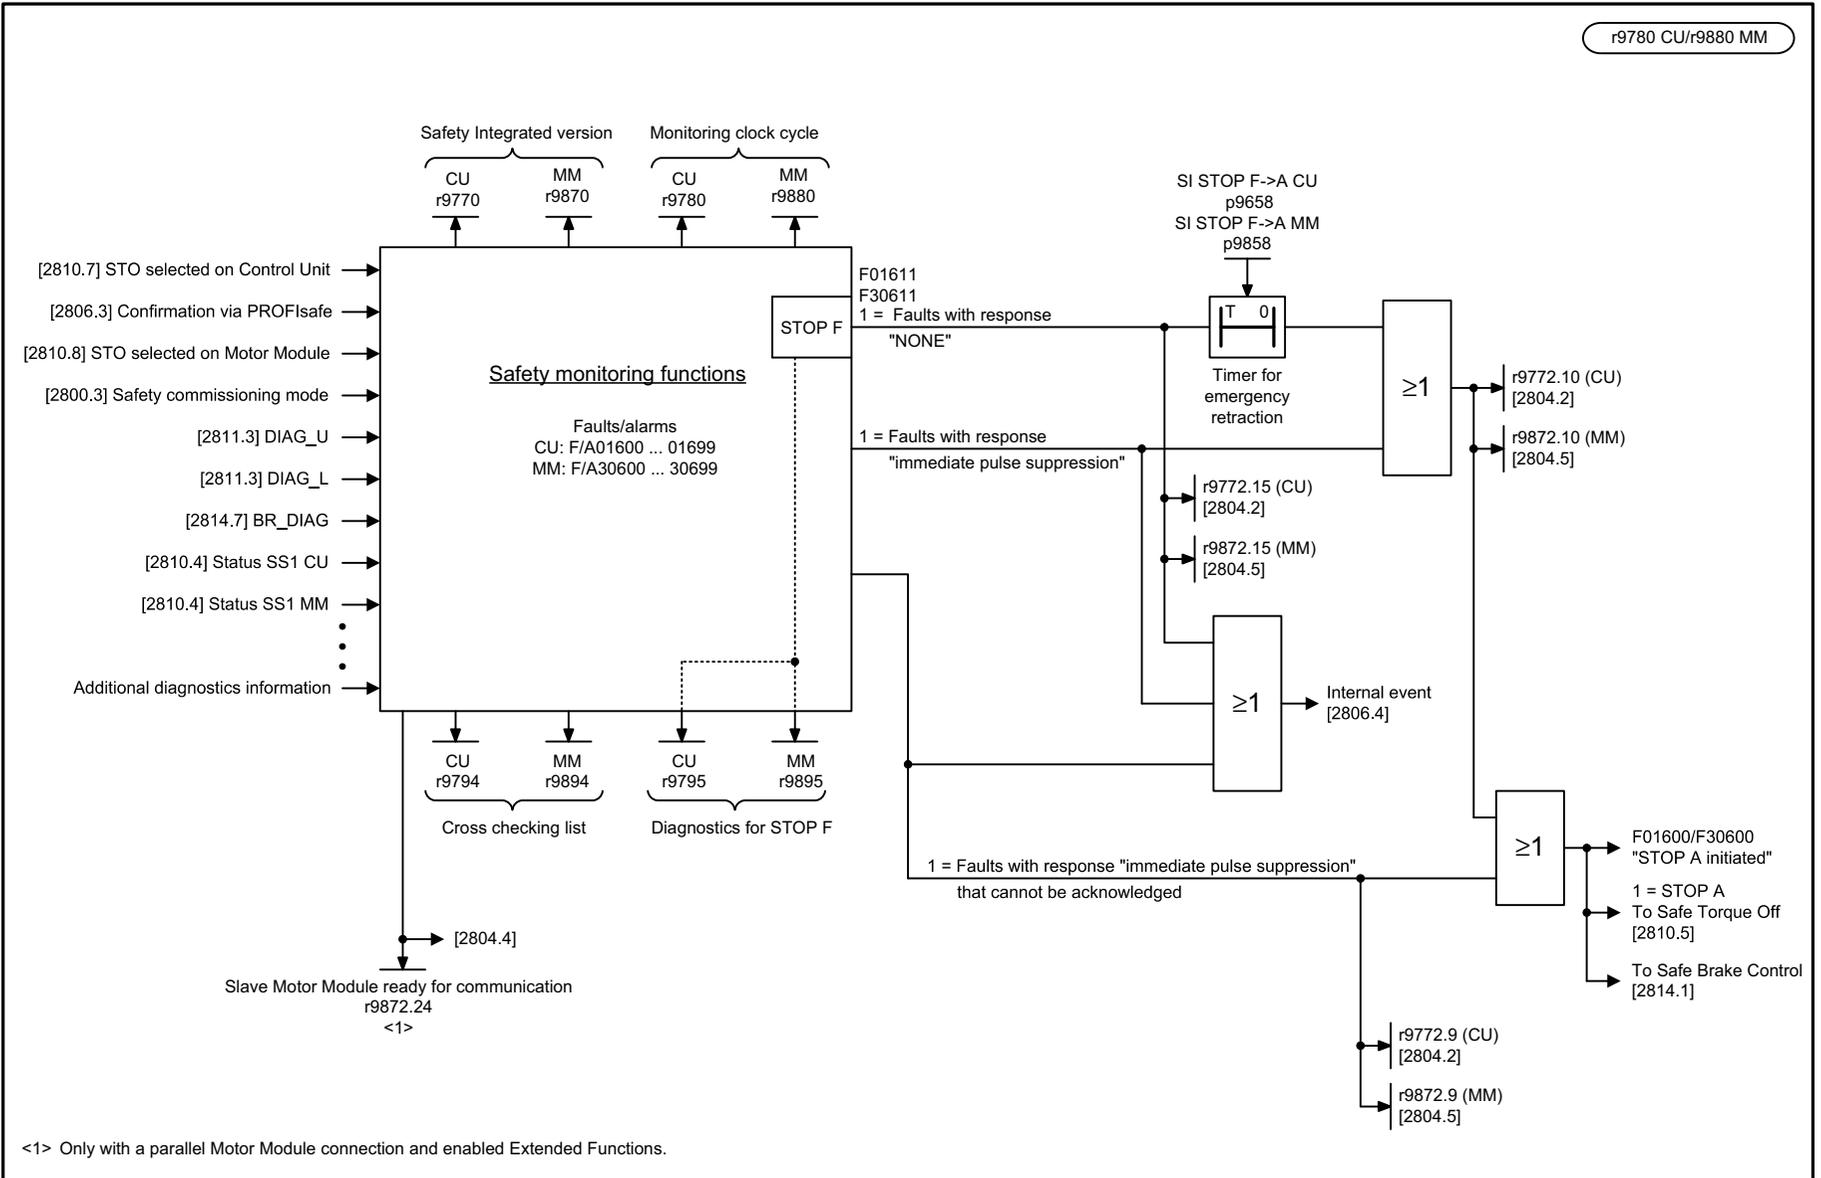 r9780 CU/r9880 MM
Safety Integrated version
Monitoring clock cycle
CU
r9770
MM
r9870
CU
r9780
MM
r9880
SI STOP F->A CU
p9658
SI STOP F->A MM
p9858
[2810.7] STO selected on Control Unit
[2806.3] Confirmation via PROFIsafe
[2810.8] STO selected on Motor Module
[2800.3] Safety commissioning mode
[2811.3] DIAG_U
[2811.3] DIAG_L
[2814.7] BR_DIAG
[2810.4] Status SS1 CU
[2810.4] Status SS1 MM
Additional diagnostics information
Safety monitoring functions
Faults/alarms
CU: F/A01600 ... 01699
MM: F/A30600 ... 30699
STOP F
F01611
F30611
1 = Faults with response
"NONE"
T 0
Timer for
emergency
retraction
≥1
r9772.10 (CU)
[2804.2]
r9872.10 (MM)
[2804.5]
1 = Faults with response
"immediate pulse suppression"
r9772.15 (CU)
[2804.2]
r9872.15 (MM)
[2804.5]
≥1
Internal event
[2806.4]
CU
r9794
MM
r9894
CU
r9795
MM
r9895
Cross checking list
Diagnostics for STOP F
1 = Faults with response "immediate pulse suppression"
that cannot be acknowledged
≥1
F01600/F30600
"STOP A initiated"
1 = STOP A
To Safe Torque Off
[2810.5]
To Safe Brake Control
[2814.1]
[2804.4]
Slave Motor Module ready for communication
r9872.24
<1>
r9772.9 (CU)
[2804.2]
r9872.9 (MM)
[2804.5]
<1> Only with a parallel Motor Module connection and enabled Extended Functions.